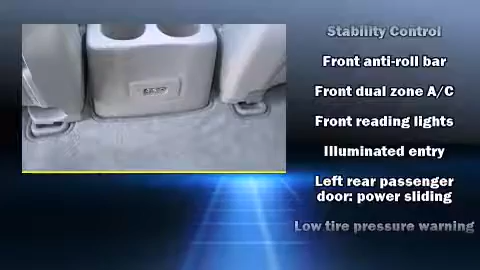 Stability Control
Front anti-roll bar
Front dual zone A/C
Front reading lights
Illuminated entry
Left rear passenger
door: power sliding
Low tire pressure warning